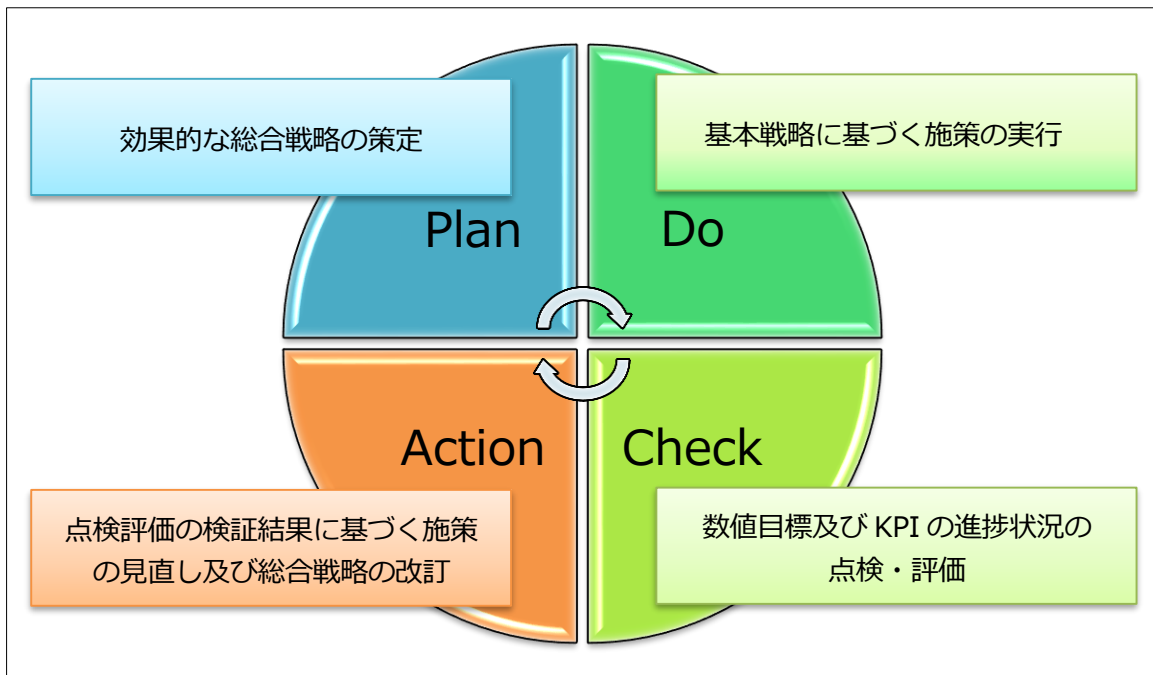 効果的な総合戦略の策定
Plan
基本戦略に基づく施策の実行
Do
点検評価の検証結果に基づく施策
の見直し及び総合戦略の改訂
Action
数値目標及び KPI の進捗状況の
点検・評価
Check